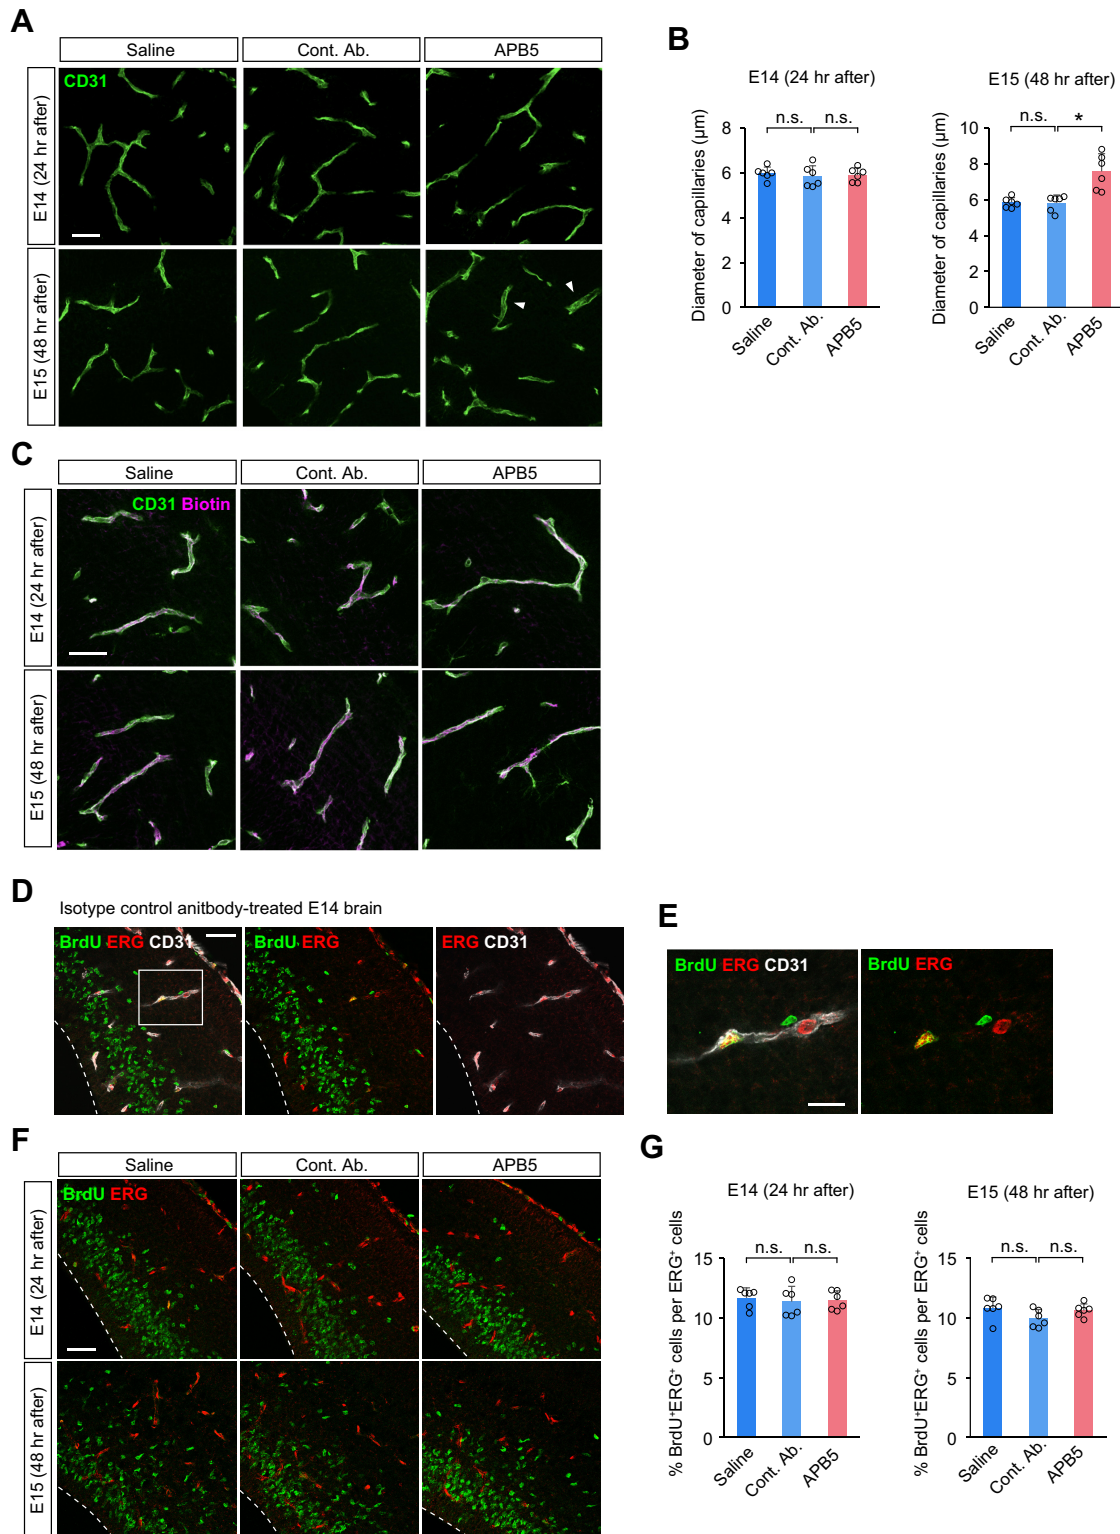 A
Saline
Cont. Ab.
APB5
E14 (24 hr after)
CD31
E15 (48 hr after)
B
E14 (24 hr after)
n.s.
n.s.
Diameter of capillaries (μm)
8
6
4
2
0
Saline
Cont. Ab.
APB5
E15 (48 hr after)
n.s.
*
Diameter of capillaries (μm)
10
8
6
4
2
0
Saline
Cont. Ab.
APB5
C
Saline
Cont. Ab.
APB5
E14 (24 hr after)
CD31 Biotin
E15 (48 hr after)
D
Isotype control anitbody-treated E14 brain
BrdU ERG CD31
BrdU ERG
ERG CD31
E
BrdU ERG CD31
BrdU ERG
F
Saline
Cont. Ab.
APB5
E14 (24 hr after)
BrdU ERG
E15 (48 hr after)
G
E14 (24 hr after)
n.s.
n.s.
% BrdU⁺ERG⁺ cells per ERG⁺ cells
15
10
5
0
Saline
Cont. Ab.
APB5
E15 (48 hr after)
n.s.
n.s.
% BrdU⁺ERG⁺ cells per ERG⁺ cells
15
10
5
0
Saline
Cont. Ab.
APB5